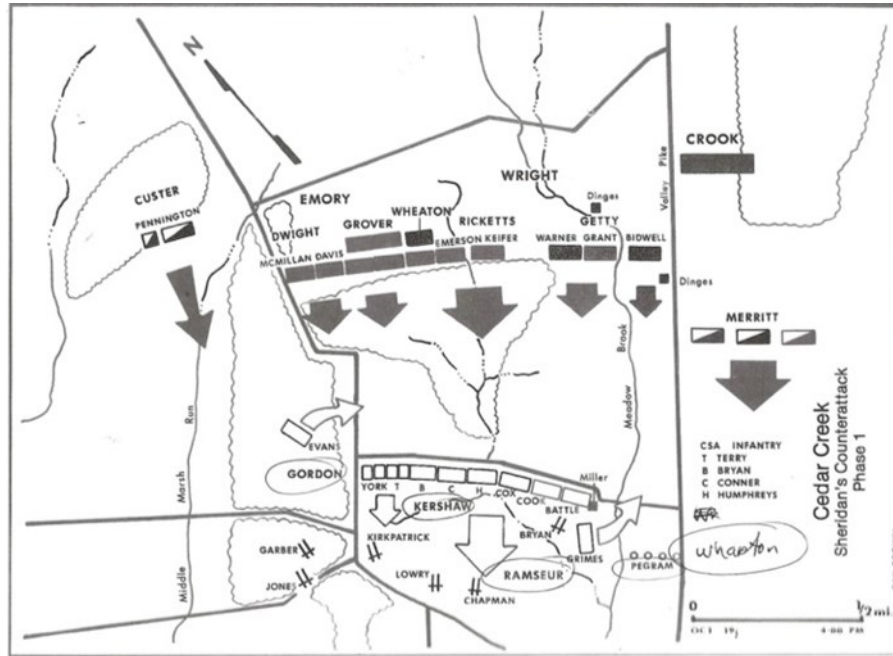 N
Pike
Valley
CROOK
WRIGHT
CUSTER
EMORY
Dinges
PENNINGTON
WHEATON
RICKETTS
GETTY
GROVER
DWIGHT
MCMILLAN DAVIS
EMERSON KEIFER
WARNER GRANT BIDWELL
Dinges
MERRITT
Brook
Meadow
Run
Marsh
Middle
EVANS
GORDON
CSA INFANTRY
T TERRY
B BRYAN
C CONNER
H HUMPHREYS
Cedar Creek
Sheridan's Counterattack
Phase 1
Miller
YORK T B C H COX COOK
BATTLE
KERSHAW
BRYAN
KIRKPATRICK
GRIMES
Wharton
PEGRAM
GARBER
JONES
LOWRY
RAMSEUR
CHAPMAN
0 1/2 mi.
OCT 19, 4:00 PM